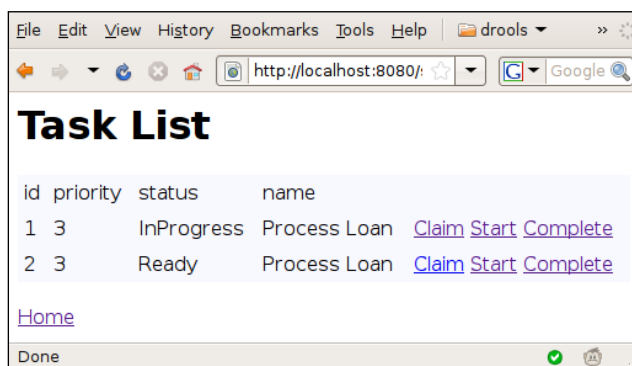 File Edit View History Bookmarks Tools Help drools »
http://localhost:8080/ G Google
Task List
id priority status name
1 3 InProgress Process Loan Claim Start Complete
2 3 Ready Process Loan Claim Start Complete
Home
Done